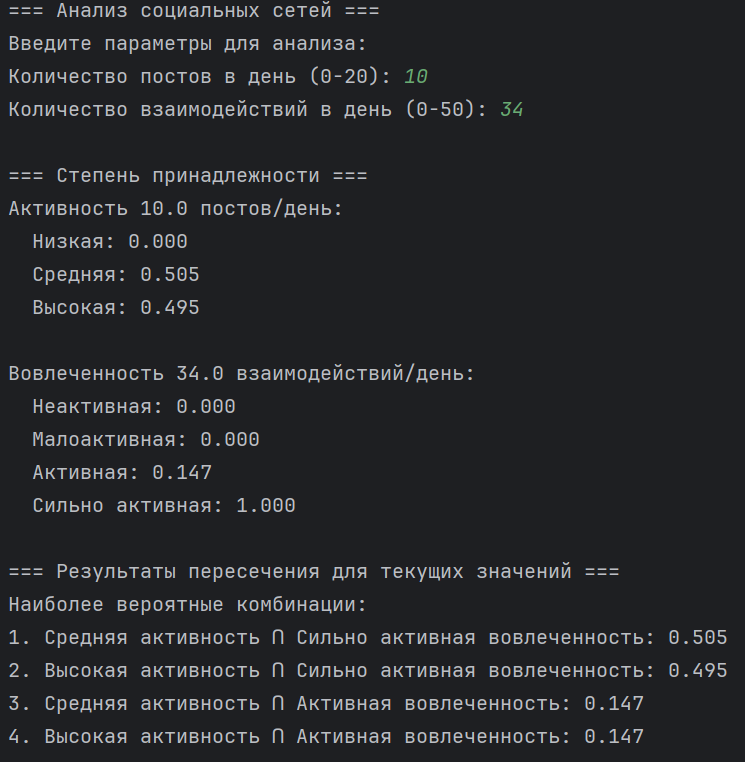 === Анализ социальных сетей ===
Введите параметры для анализа:
Количество постов в день (0-20): 10
Количество взаимодействий в день (0-50): 34
=== Степень принадлежности ===
Активность 10.0 постов/день:
Низкая: 0.000
Средняя: 0.505
Высокая: 0.495
Вовлеченность 34.0 взаимодействий/день:
Неактивная: 0.000
Малоактивная: 0.000
Активная: 0.147
Сильно активная: 1.000
=== Результаты пересечения для текущих значений ===
Наиболее вероятные комбинации:
1. Средняя активность ∩ Сильно активная вовлеченность: 0.505
2. Высокая активность ∩ Сильно активная вовлеченность: 0.495
3. Средняя активность ∩ Активная вовлеченность: 0.147
4. Высокая активность ∩ Активная вовлеченность: 0.147